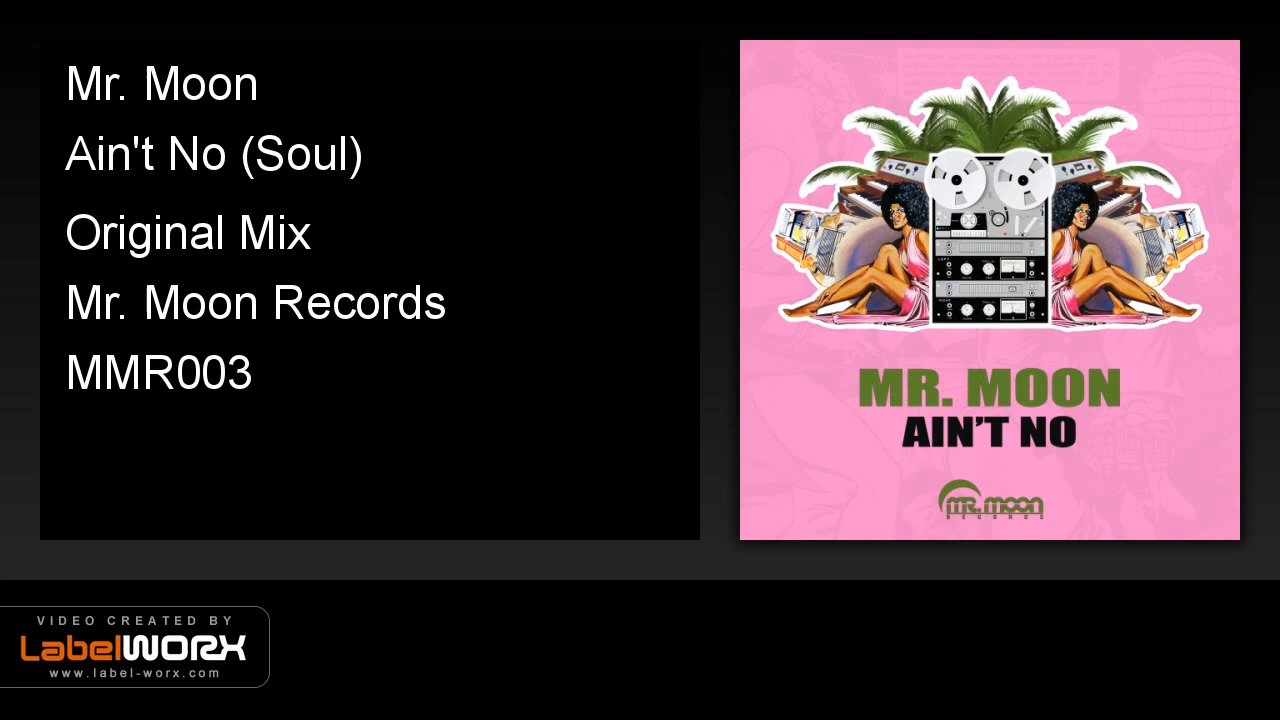 Mr. Moon
Ain't No (Soul)
Original Mix
Mr. Moon Records
MMR003
MR. MOON
AIN'T NO
MR. MOON
RECORDS
VIDEO CREATED BY
LabelWORX
www.label-worx.com